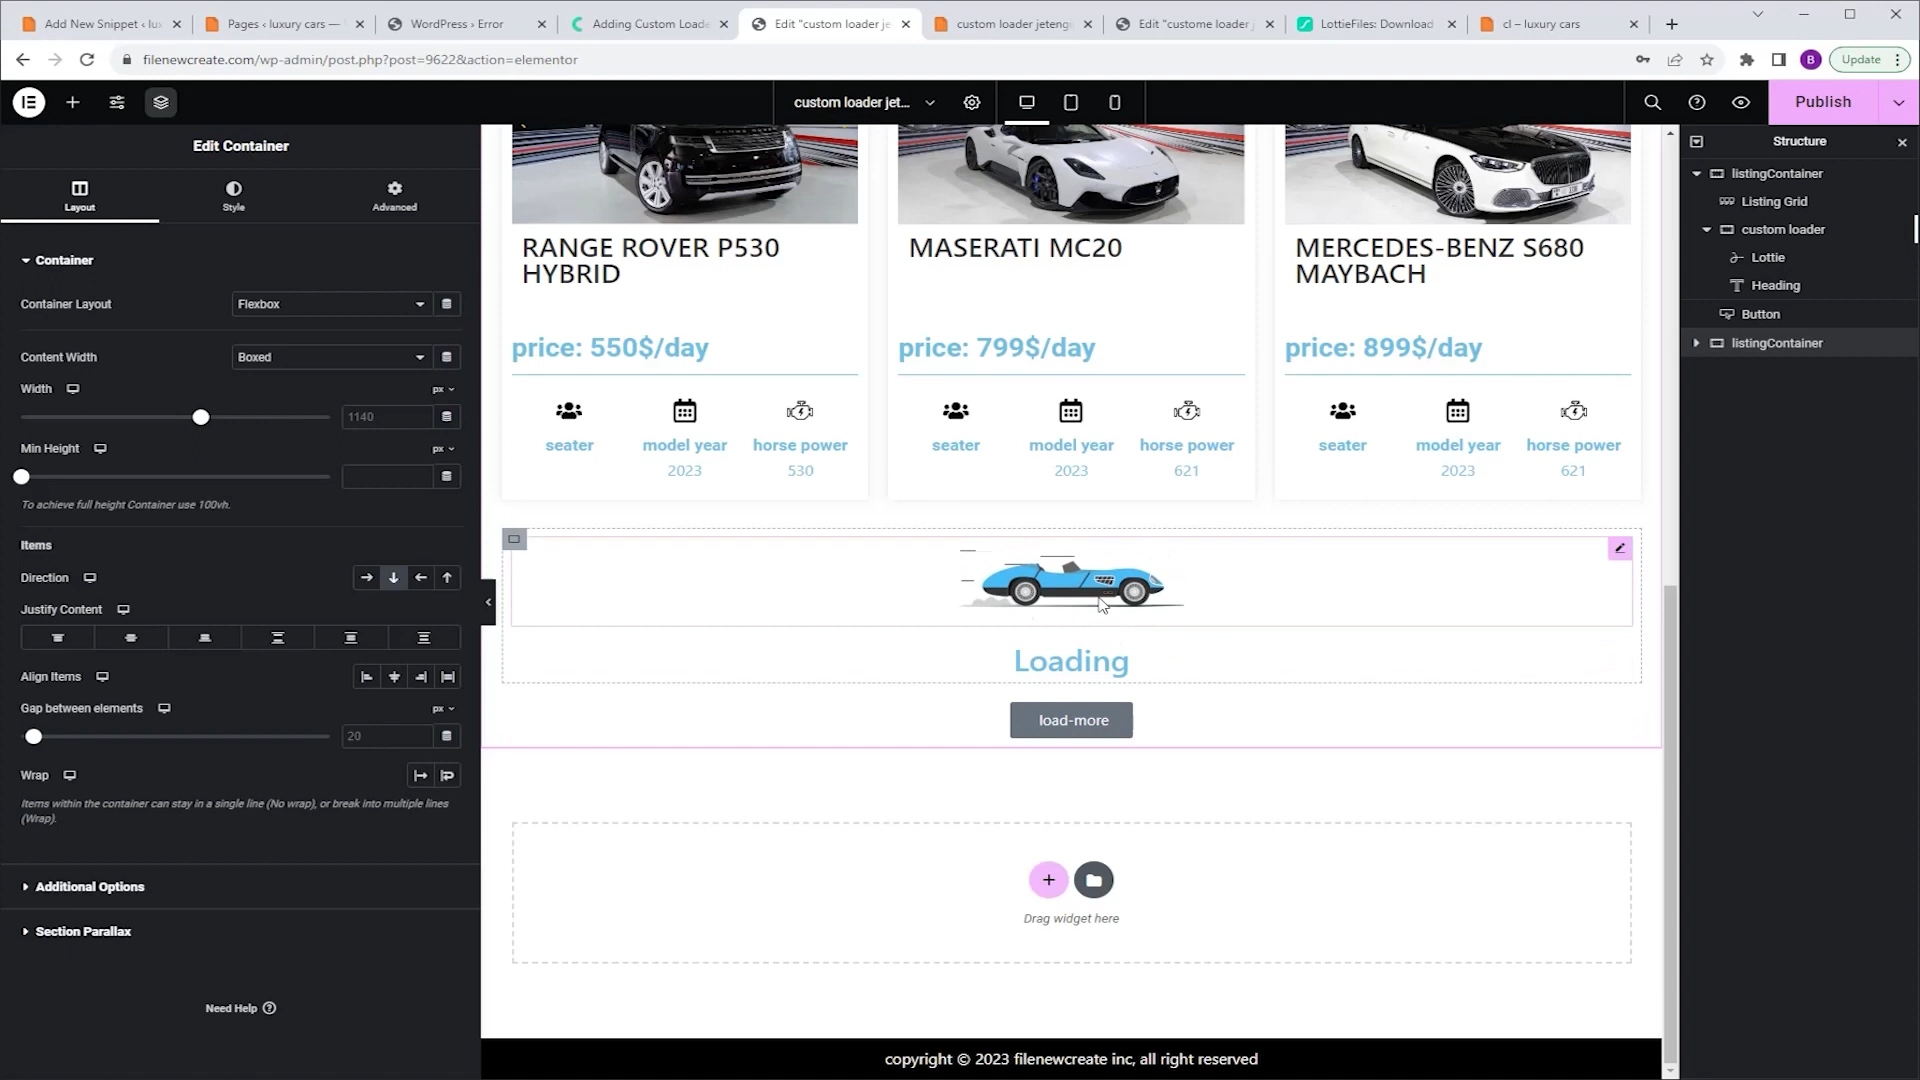 Add New Snippet ‹ lux
Pages ‹ luxury cars —
WordPress › Error
Adding Custom Loade
Edit "custom loader je
custom loader jeteng
Edit "custome loader j
LottieFiles: Download
cl – luxury cars
filenewcreate.com/wp-admin/post.php?post=9622&action=elementor
B
Update
custom loader jet...
Publish
Edit Container
Layout
Style
Advanced
Container
Container Layout
Flexbox
Content Width
Boxed
Width
px
1140
Min Height
px
To achieve full height Container use 100vh.
Items
Direction
Justify Content
Align Items
Gap between elements
px
20
Wrap
Items within the container can stay in a single line (No wrap), or break into multiple lines
(Wrap).
Additional Options
Section Parallax
Need Help
RANGE ROVER P530
HYBRID
price: 550$/day
seater
model year
2023
horse power
530
MASERATI MC20
price: 799$/day
seater
model year
2023
horse power
621
MERCEDES-BENZ S680
MAYBACH
price: 899$/day
seater
model year
2023
horse power
621
Loading
load-more
Drag widget here
copyright © 2023 filenewcreate inc, all right reserved
Structure
listingContainer
Listing Grid
custom loader
Lottie
Heading
Button
listingContainer